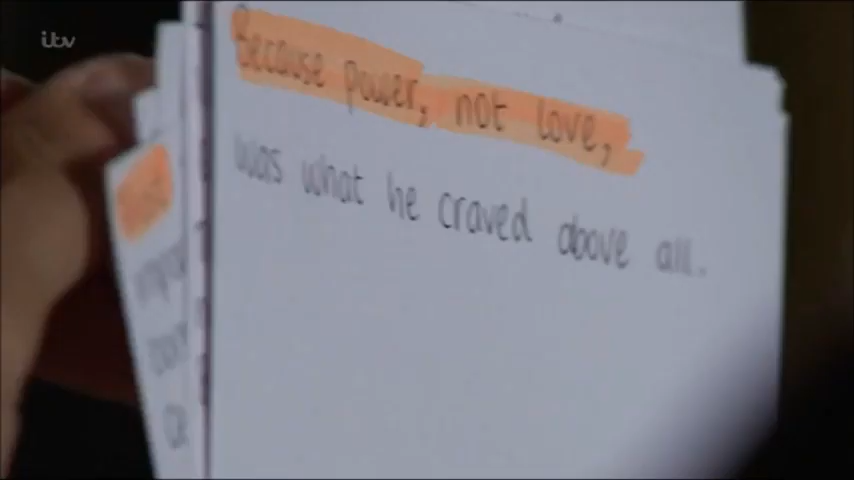 itv
Because power, not love,
was what he craved above all.